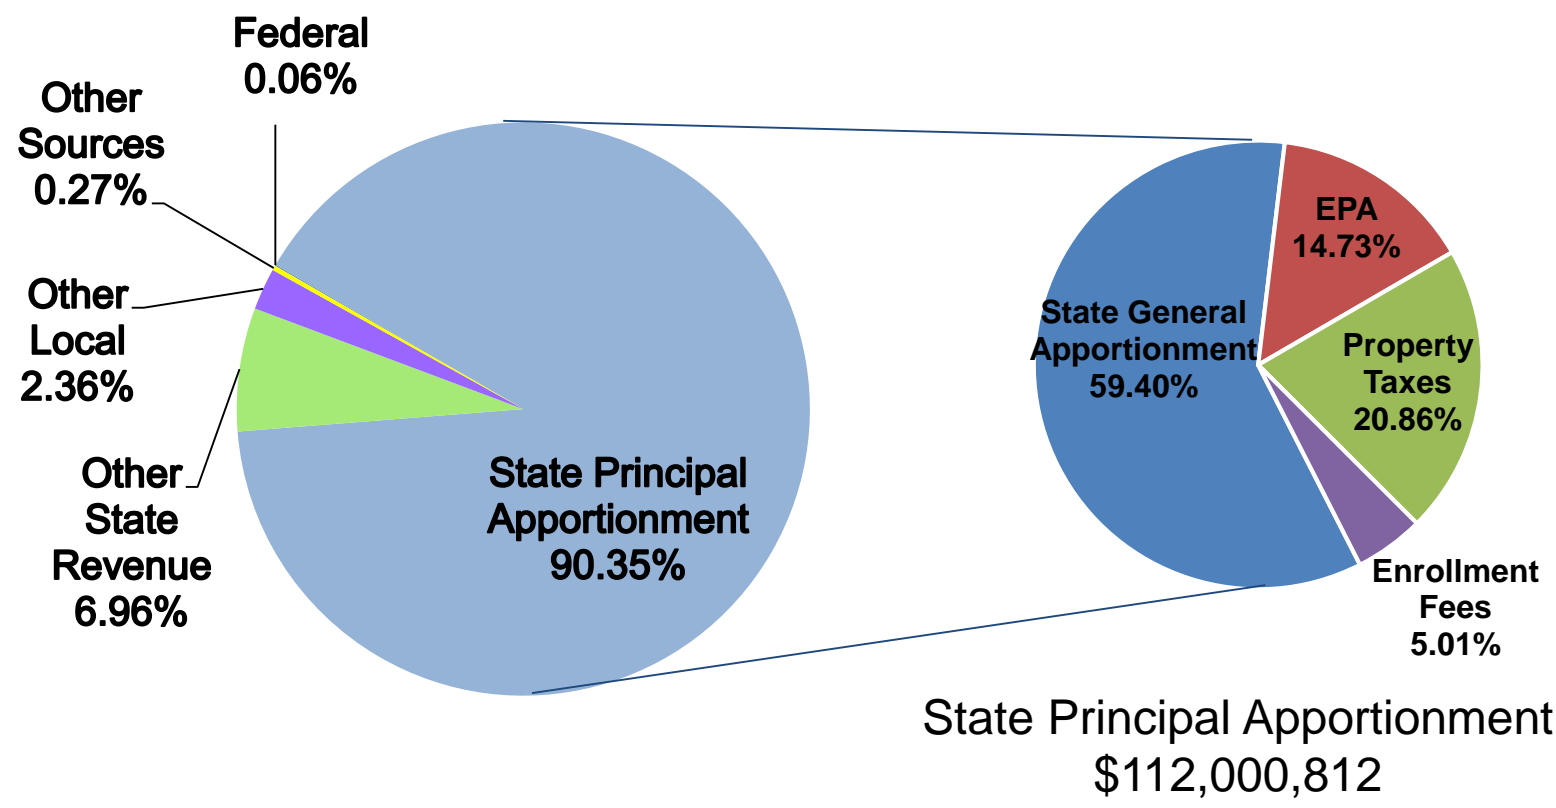 Federal
0.06%
Other
Sources
0.27%
Other
Local
2.36%
Other
State
Revenue
6.96%
State Principal
Apportionment
90.35%
EPA
14.73%
State General
Apportionment
59.40%
Property
Taxes
20.86%
Enrollment
Fees
5.01%
State Principal Apportionment
$112,000,812